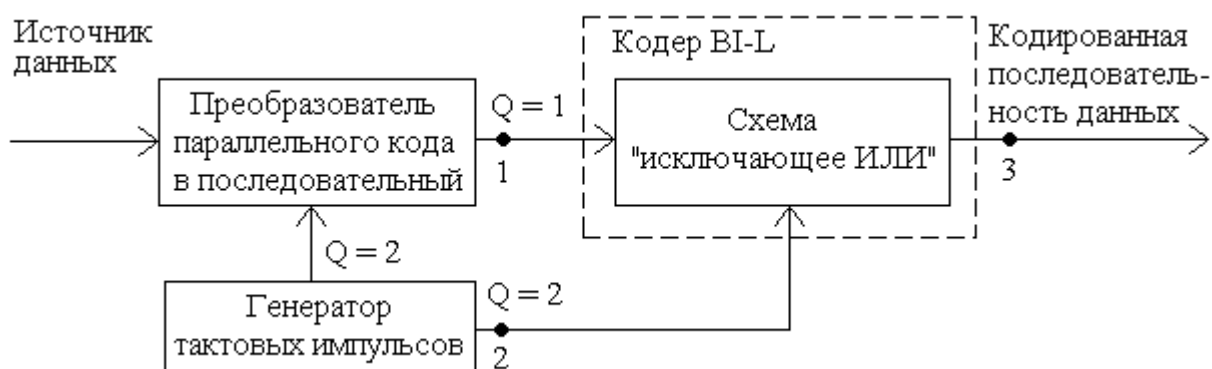 Источник
данных
Преобразователь
параллельного кода
в последовательный
Q = 1
1
Кодер BI-L
Схема
"исключающее ИЛИ"
Кодированная
последователь-
ность данных
3
Q = 2
Генератор
тактовых импульсов
Q = 2
2